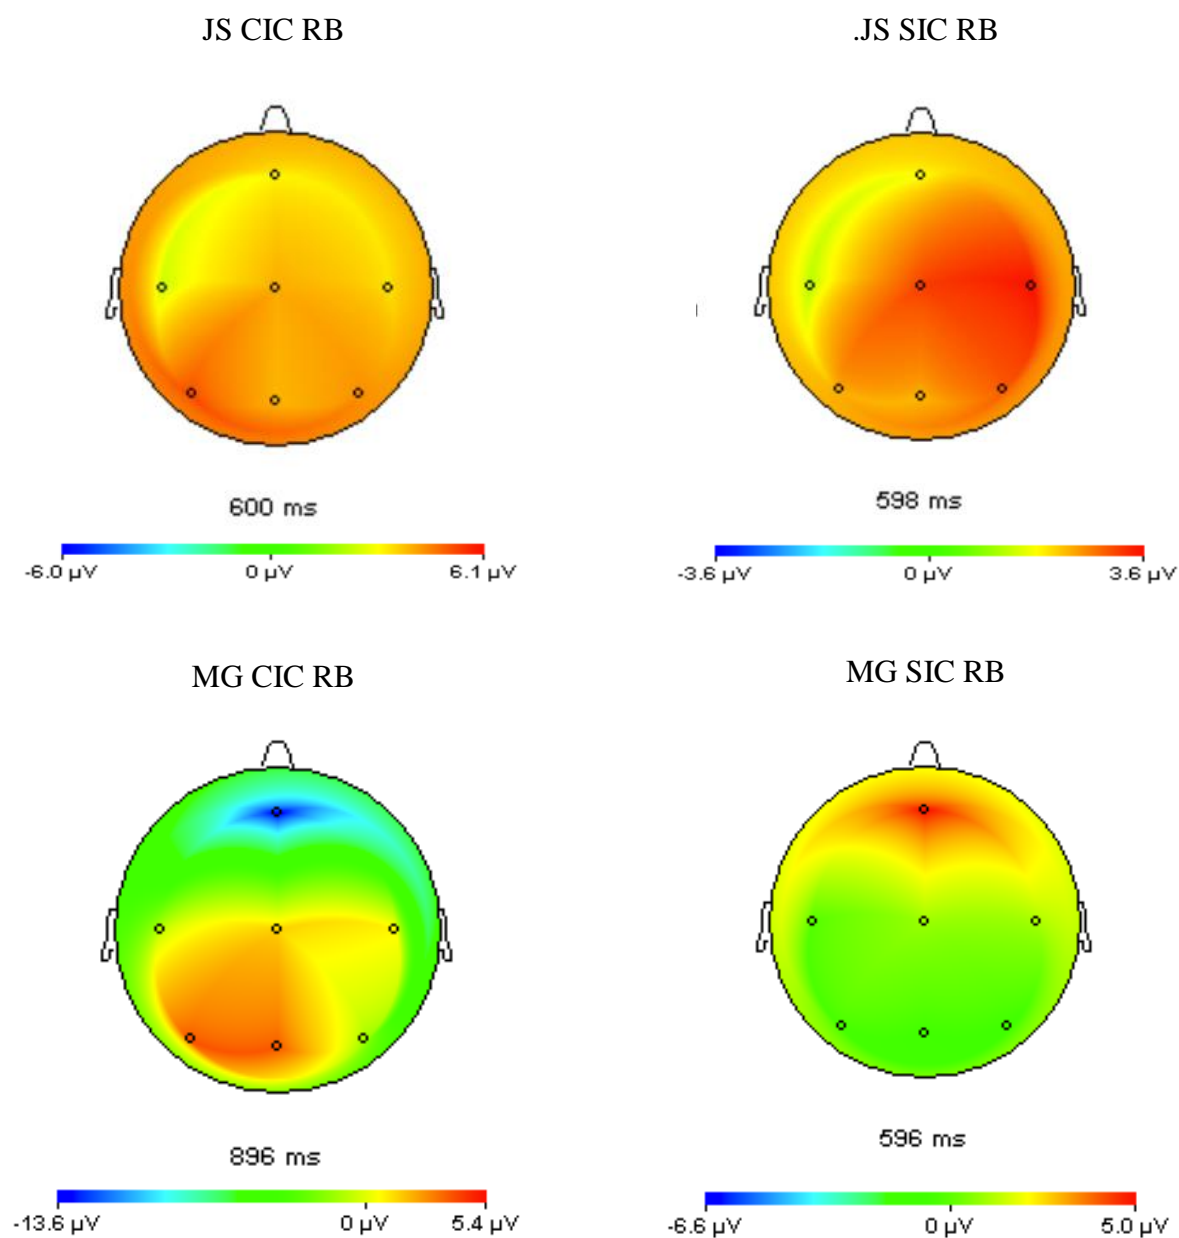 JS CIC RB
.JS SIC RB
600 ms
598 ms
-6.0 µV 0 µV 6.1 µV
-3.6 µV 0 µV 3.6 µV
MG CIC RB
MG SIC RB
896 ms
596 ms
-13.6 µV 0 µV 5.4 µV
-6.6 µV 0 µV 5.0 µV